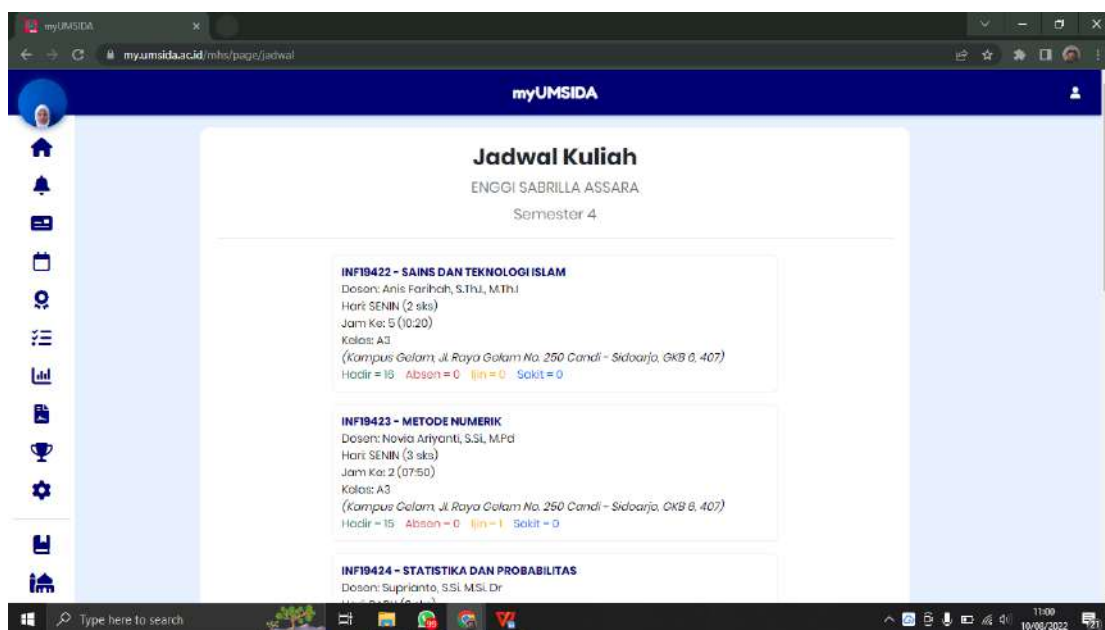 myUMSIDA
my.umsida.ac.id/mhs/page/jadwal
myUMSIDA
Jadwal Kuliah
ENGGI SABRILLA ASSARA
Semester 4
INF19422 - SAINS DAN TEKNOLOGI ISLAM
Dosen: Anis Farihah, S.Th.I., M.Th.I
Hari: SENIN (2 sks)
Jam Ke: 5 (10:20)
Kelas: A3
(Kampus Gelam, Jl. Raya Gelam No. 250 Candi - Sidoarjo, GKB 6, 407)
Hadir = 16 Absen = 0 Ijin = 0 Sakit = 0
INF19423 - METODE NUMERIK
Dosen: Novia Ariyanti, S.Si., M.Pd
Hari: SENIN (3 sks)
Jam Ke: 2 (07:50)
Kelas: A3
(Kampus Gelam, Jl. Raya Gelam No. 250 Candi - Sidoarjo, GKB 6, 407)
Hadir = 15 Absen = 0 Ijin = 1 Sakit = 0
INF19424 - STATISTIKA DAN PROBABILITAS
Dosen: Suprianto, S.Si. M.Si. Dr
Type here to search
11:00
10/08/2022